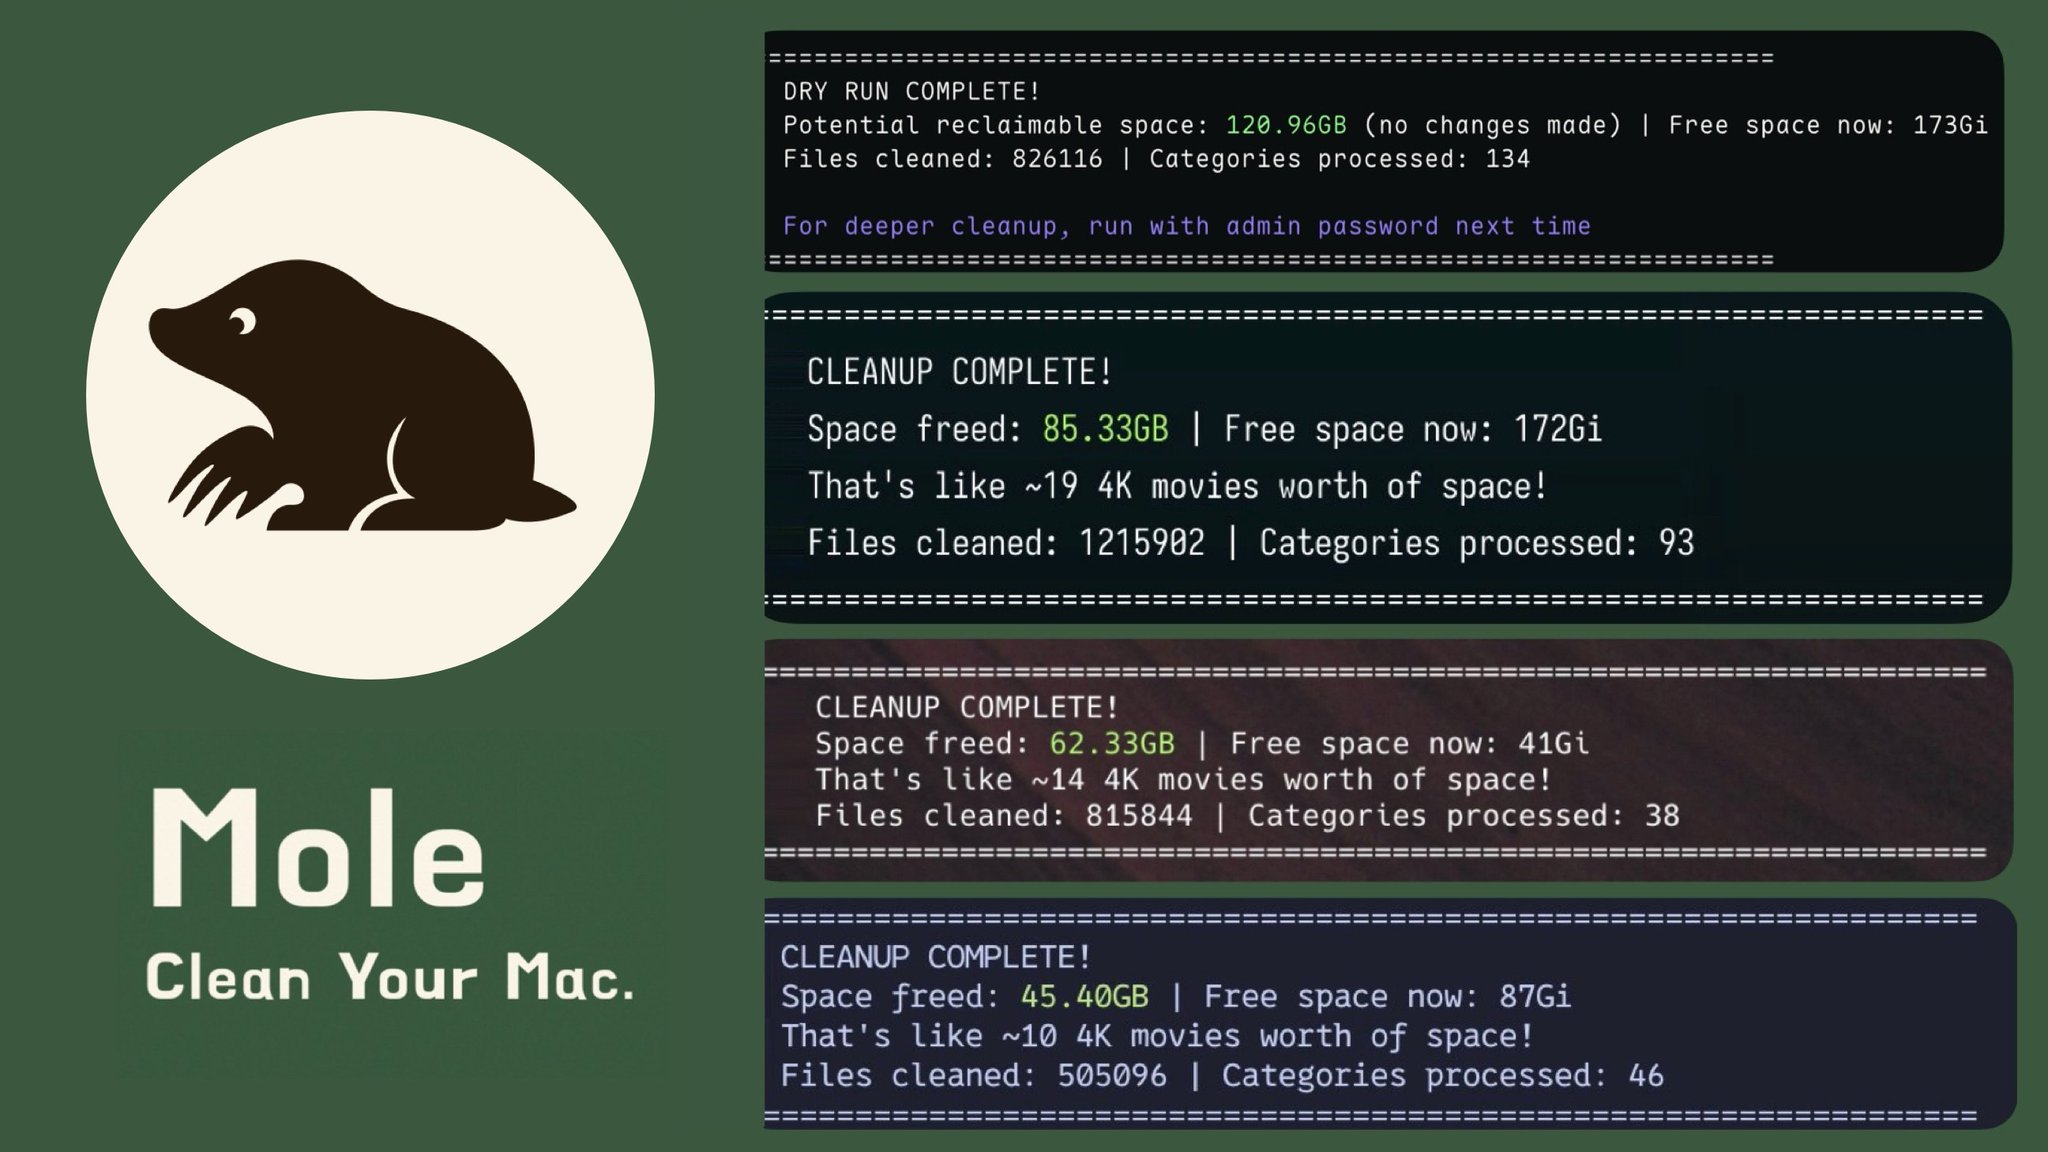 Mole
Clean Your Mac.
==================================================================
DRY RUN COMPLETE!
Potential reclaimable space: 120.96GB (no changes made) | Free space now: 173Gi
Files cleaned: 826116 | Categories processed: 134
For deeper cleanup, run with admin password next time
==================================================================
====================================================================
CLEANUP COMPLETE!
Space freed: 85.33GB | Free space now: 172Gi
That's like ~19 4K movies worth of space!
Files cleaned: 1215902 | Categories processed: 93
====================================================================
====================================================================
CLEANUP COMPLETE!
Space freed: 62.33GB | Free space now: 41Gi
That's like ~14 4K movies worth of space!
Files cleaned: 815844 | Categories processed: 38
====================================================================
==================================================================
CLEANUP COMPLETE!
Space freed: 45.40GB | Free space now: 87Gi
That's like ~10 4K movies worth of space!
Files cleaned: 505096 | Categories processed: 46
==================================================================